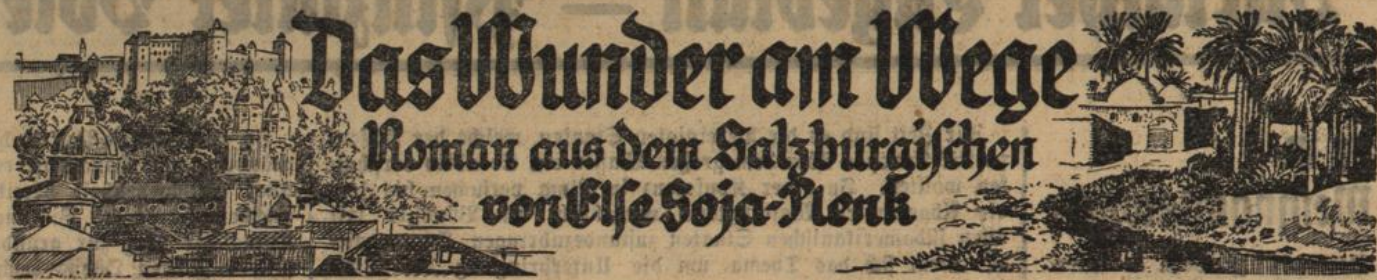 Das Wunder am Wege
Roman aus dem Salzburgischen
von Else Soja-Plenk